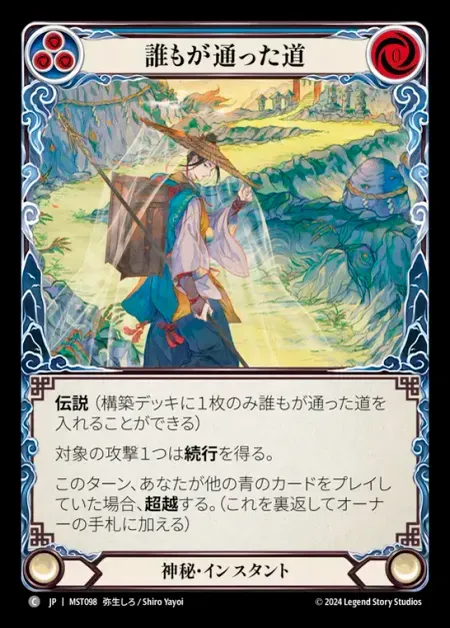 誰もが通った道
0
伝説 (構築デッキに1枚のみ誰もが通った道を
入れることができる)
対象の攻撃1つは続行を得る。
このターン、あなたが他の青のカードをプレイし
ていた場合、超越する。(これを裏返してオーナ
ーの手札に加える)
神秘・インスタント
C JP | MST098 弥生しろ / Shiro Yayoi
© 2024 Legend Story Studios